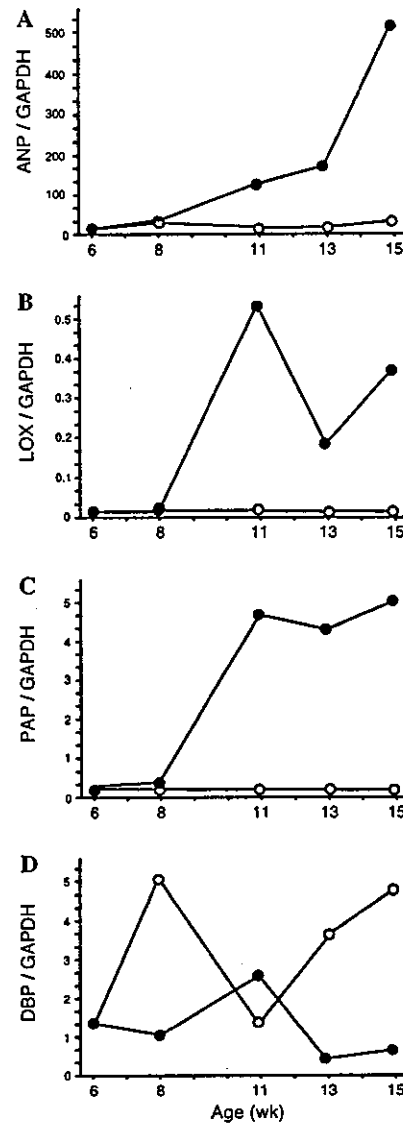 A
ANP / GAPDH
500
400
300
200
100
0
6 8 11 13 15
B
LOX / GAPDH
0.5
0.4
0.3
0.2
0.1
0
6 8 11 13 15
C
PAP / GAPDH
5
4
3
2
1
0
6 8 11 13 15
D
DBP / GAPDH
5
4
3
2
1
0
6 8 11 13 15
Age (wk)